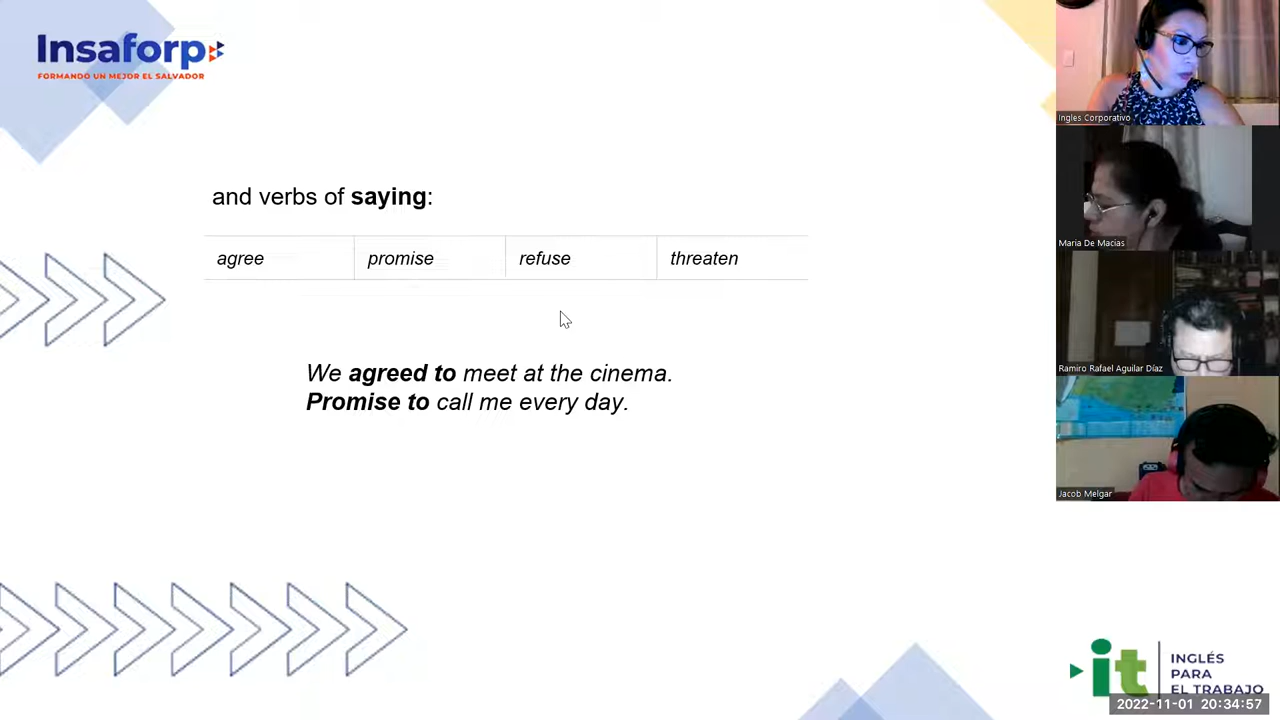 Insaforp
FORMANDO UN MEJOR EL SALVADOR
and verbs of saying:
agree promise refuse threaten
We agreed to meet at the cinema.
Promise to call me every day.
Ingles Corporativo
Maria De Macias
Ramiro Rafael Aguilar Díaz
Jacob Melgar
it INGLÉS
PARA
EL TRABAJO
2022-11-01 20:34:57